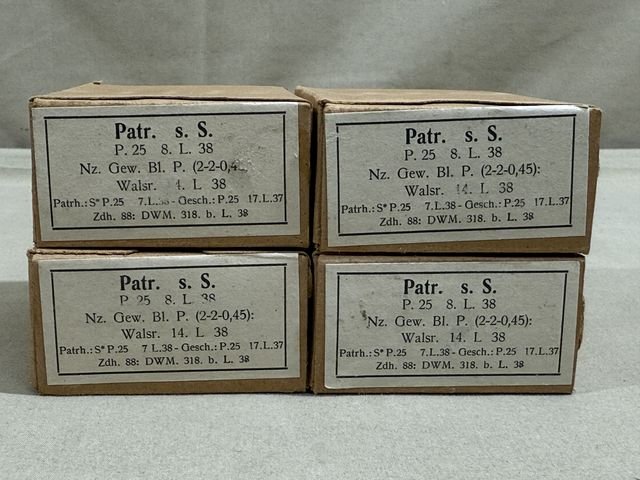 Patr. s. S.
P. 25 8. L. 38
Nz. Gew. Bl. P. (2-2-0,45):
Walsr. 14. L 38
Patrh.: S* P.25 7.L.38 - Gesch.: P.25 17.L.37
Zdh. 88: DWM. 318. b. L. 38
Patr. s. S.
P. 25 8. L. 38
Nz. Gew. Bl. P. (2-2-0,45):
Walsr. 14. L 38
Patrh.: S* P.25 7.L.38 - Gesch.: P.25 17.L.37
Zdh. 88: DWM. 318. b. L. 38
Patr. s. S.
P. 25 8. L. 38
Nz. Gew. Bl. P. (2-2-0,45):
Walsr. 14. L 38
Patrh.: S* P.25 7 L.38 - Gesch.: P.25 17.L.37
Zdh. 88: DWM. 318. b. L. 38
Patr. s. S.
P. 25 8. L. 38
Nz. Gew. Bl. P. (2-2-0,45):
Walsr. 14. L 38
Patrh.: S* P.25 7.L.38 - Gesch.: P.25 17.L.37
Zdh. 88: DWM. 318. b. L. 38